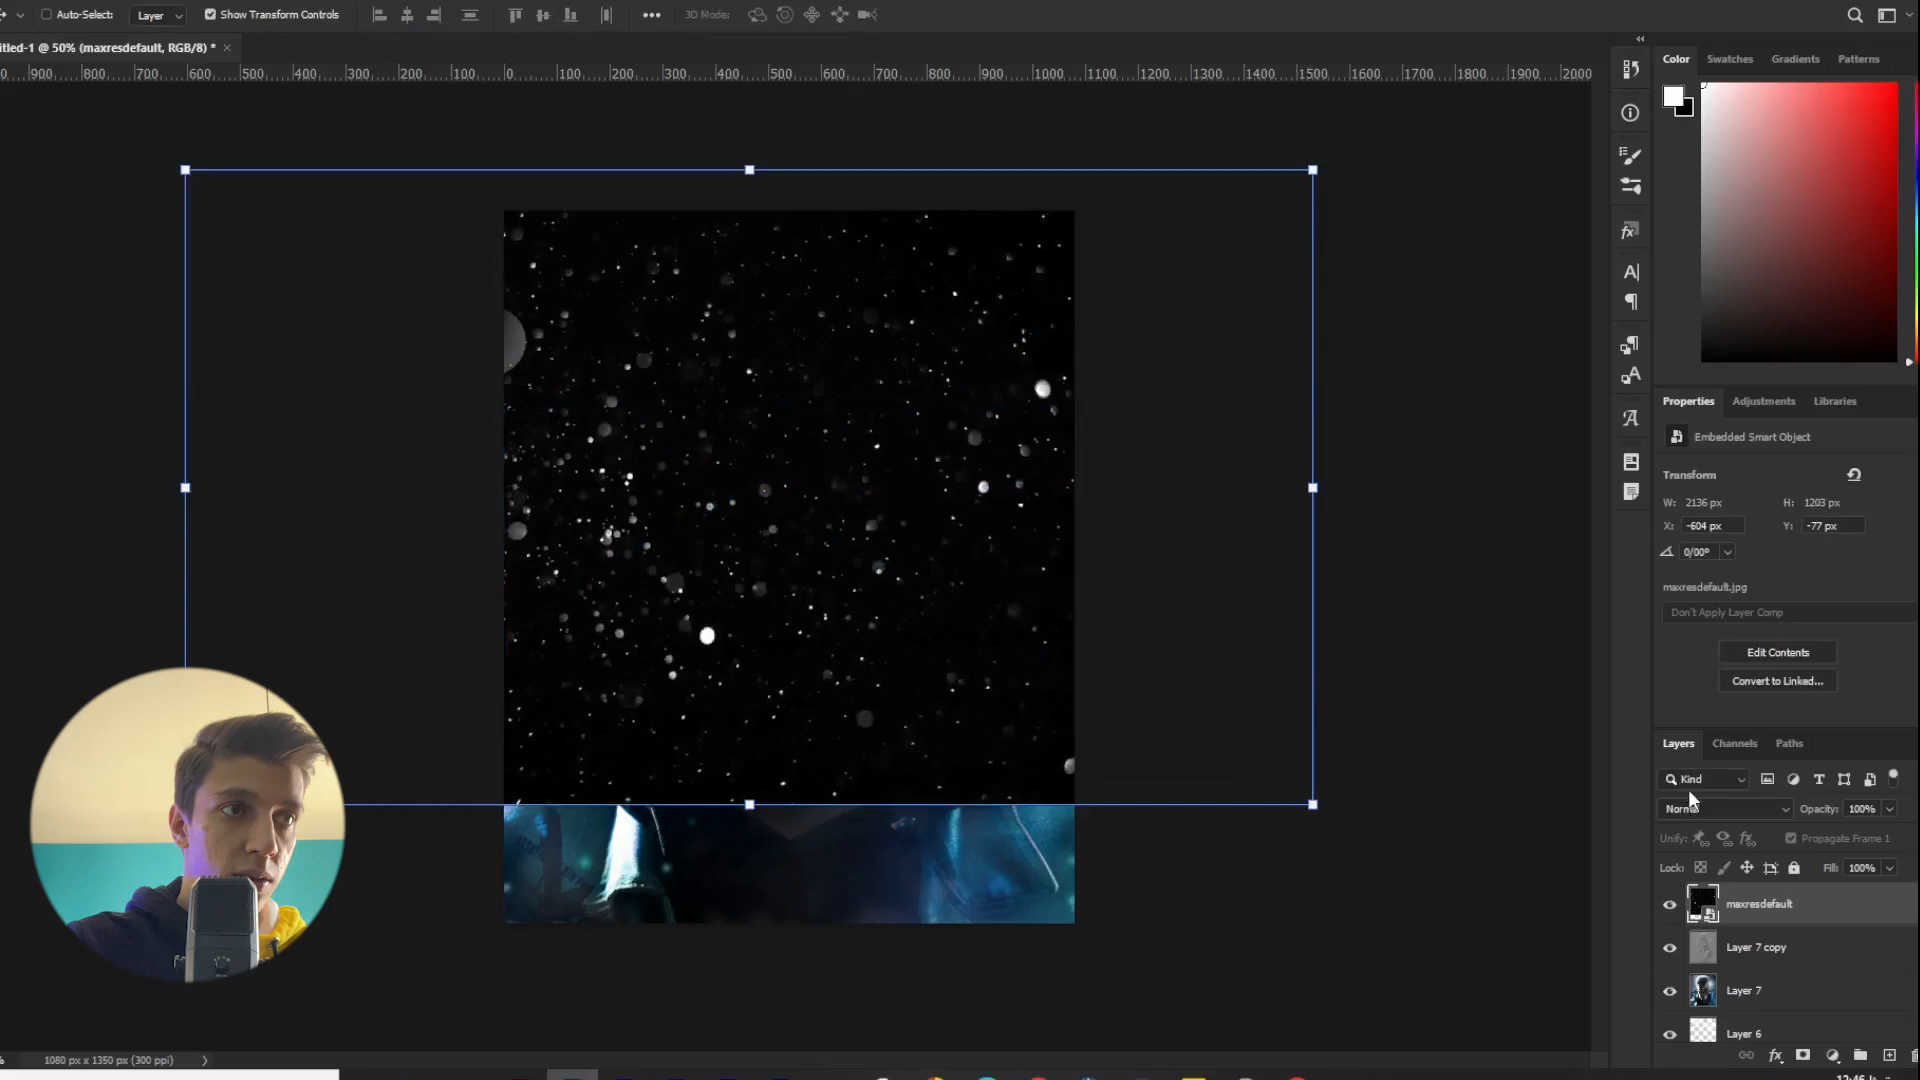 Auto-Select: Layer Show Transform Controls 3D Mode:
itled-1 @ 50% (maxresdefault, RGB/8) * ×
0 900 800 700 600 500 400 300 200 100 0 100 200 300 400 500 600 700 800 900 1000 1100 1200 1300 1400 1500 1600 1700 1800 1900 2000
Color Swatches Gradients Patterns
Properties Adjustments Libraries
Embedded Smart Object
Transform
W: 2136 px H: 1203 px
X: -604 px Y: -77 px
0/00°
maxresdefault.jpg
Don't Apply Layer Comp
Edit Contents
Convert to Linked...
Layers Channels Paths
Kind
Normal Opacity: 100%
Unify: Propagate Frame 1
Lock: Fill: 100%
maxresdefault
Layer 7 copy
Layer 7
Layer 6
1080 px x 1350 px (300 ppi)